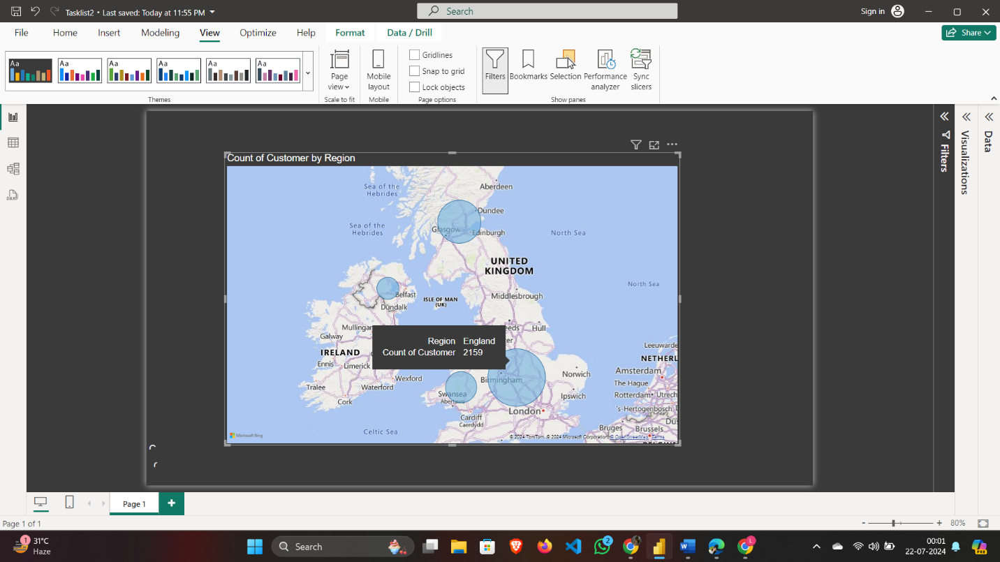 Tasklist2 • Last saved: Today at 11:55 PM
Search
Sign in
File Home Insert Modeling View Optimize Help Format Data / Drill
Share
Aa Aa Aa Aa Aa Aa
Themes
Page view
Scale to fit
Mobile layout
Mobile
Gridlines
Snap to grid
Lock objects
Page options
Filters
Bookmarks
Selection
Performance analyzer
Sync slicers
Show panes
DAX
Filters
Visualizations
Data
Count of Customer by Region
Sea of the
Hebrides
Aberdeen
Dundee
Sea of the
Hebrides
Glasgow
Edinburgh
North Sea
UNITED
KINGDOM
North Sea
Belfast
ISLE OF MAN
(UK)
Middlesbrough
Dundalk
Mullingar
eeds
Hull
Galway
ter
IRELAND
Region England
Count of Customer 2159
Leeuwarde
NETHERL
Ennis
Limerick
Norwich
Amsterdam
Wexford
Birmingham
The Hague
Tralee
Waterford
Swansea
Abertawe
Ipswich
Rotterdam
Utrech
Cork
London
's-Hertogenbosch
Cardiff
Caerdydd
Bruges
Brussels
Celtic Sea
Microsoft Bing
© 2024 TomTom, © 2024 Microsoft Corporation, © OpenStreetMap Terms
Page 1
Page 1 of 1
- + 80%
1
31°C
Haze
Search
2
L
00:01
22-07-2024
PRE